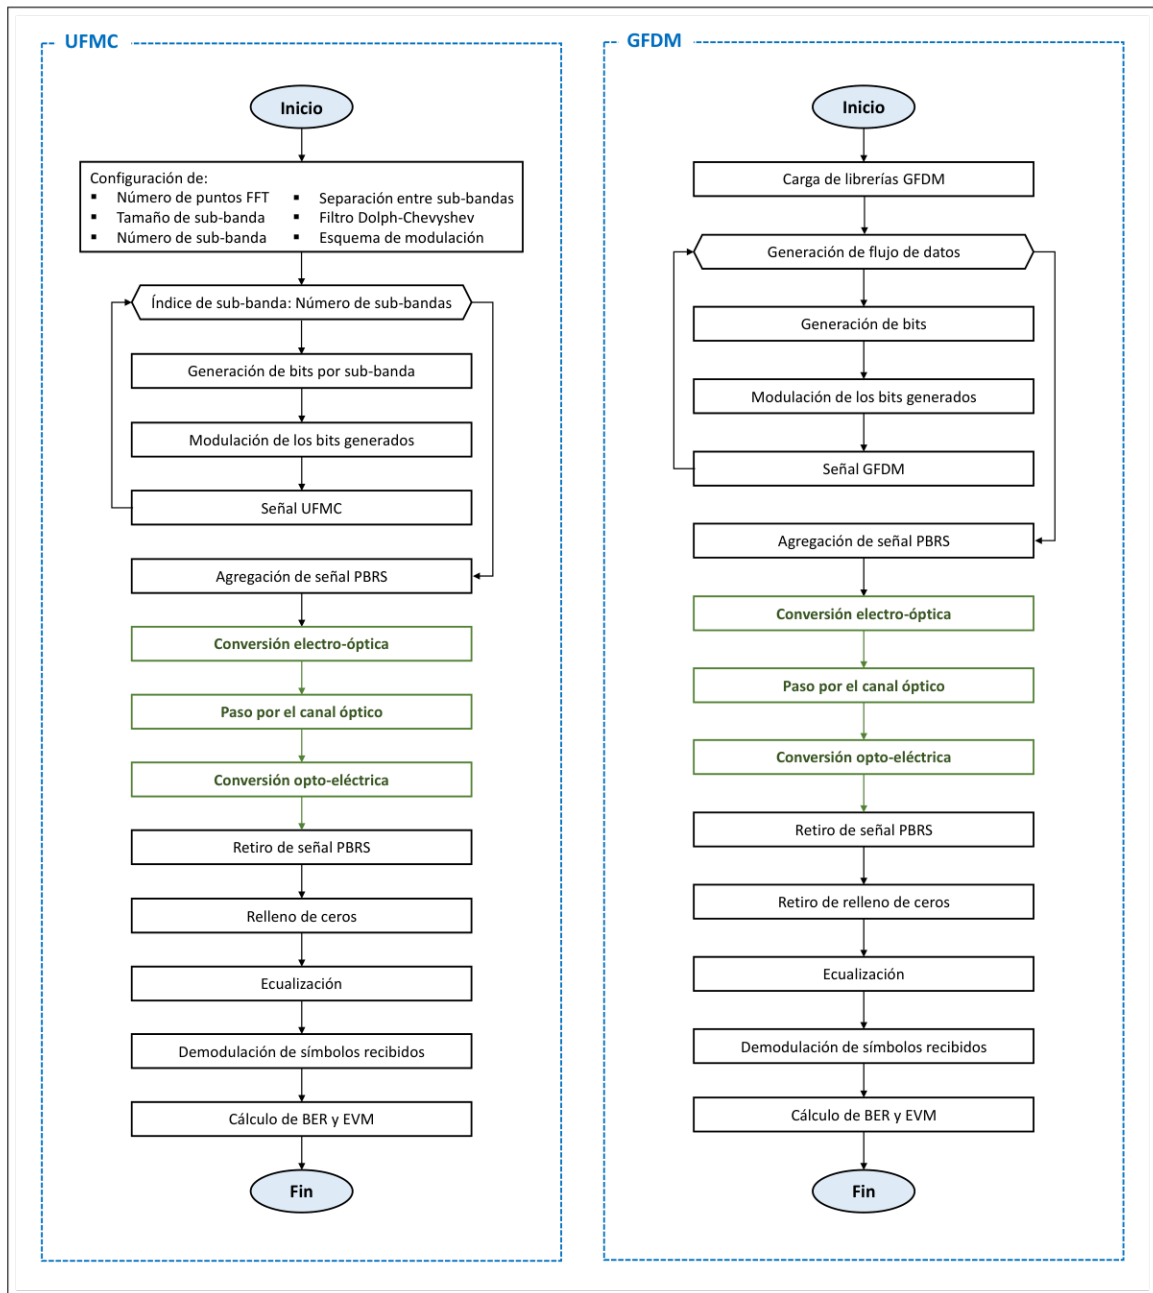 UFMC
Inicio
Configuración de:
▪ Número de puntos FFT
▪ Tamaño de sub-banda
▪ Número de sub-banda
▪ Separación entre sub-bandas
▪ Filtro Dolph-Chevyshev
▪ Esquema de modulación
Índice de sub-banda: Número de sub-bandas
Generación de bits por sub-banda
Modulación de los bits generados
Señal UFMC
Agregación de señal PBRS
Conversión electro-óptica
Paso por el canal óptico
Conversión opto-eléctrica
Retiro de señal PBRS
Relleno de ceros
Ecualización
Demodulación de símbolos recibidos
Cálculo de BER y EVM
Fin
GFDM
Inicio
Carga de librerías GFDM
Generación de flujo de datos
Generación de bits
Modulación de los bits generados
Señal GFDM
Agregación de señal PBRS
Conversión electro-óptica
Paso por el canal óptico
Conversión opto-eléctrica
Retiro de señal PBRS
Retiro de relleno de ceros
Ecualización
Demodulación de símbolos recibidos
Cálculo de BER y EVM
Fin